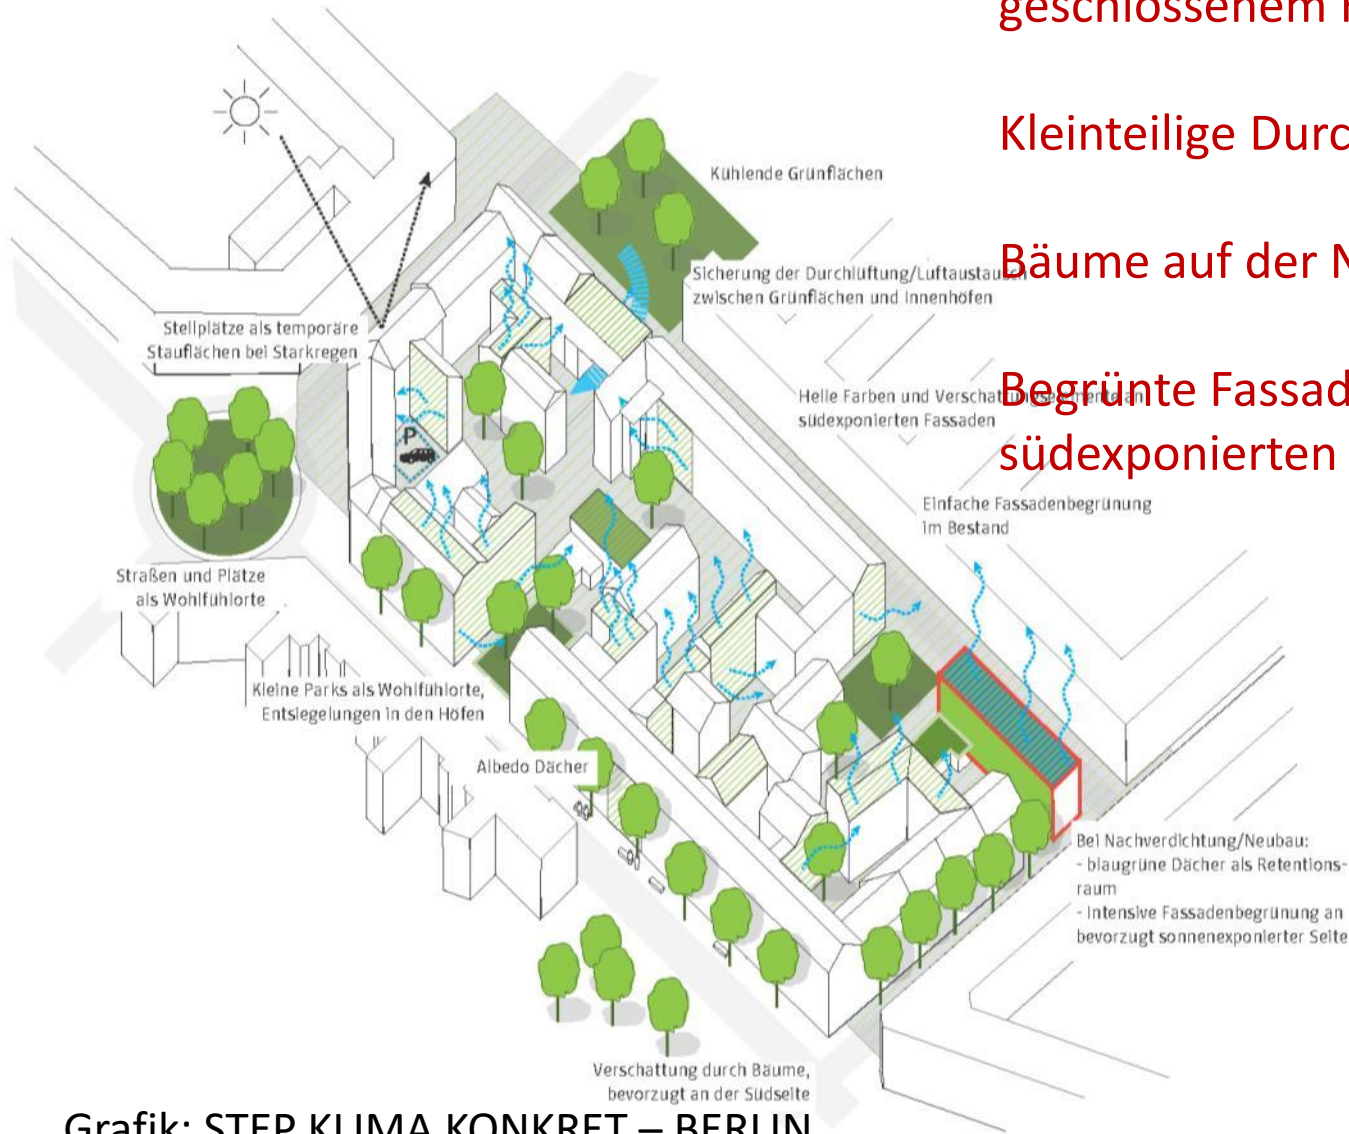 geschlossenem
Kühlende Grünflächen
Kleinteilige Durc
Sicherung der Durchlüftung/Luftaustausch
zwischen Grünflächen und Innenhöfen
Bäume auf der N
Stellplätze als temporäre
Stauflächen bei Starkregen
Helle Farben und Verschattungselemente an
südexponierten Fassaden
Begrünte Fassad
südexponierten
P
Einfache Fassadenbegrünung
im Bestand
Straßen und Plätze
als Wohlfühlorte
Kleine Parks als Wohlfühlorte,
Entsiegelungen in den Höfen
Albedo Dächer
Bei Nachverdichtung/Neubau:
- blaugrüne Dächer als Retentions-
raum
- Intensive Fassadenbegrünung an
bevorzugt sonnenexponierter Seite
Verschattung durch Bäume,
bevorzugt an der Südseite
Grafik: STEP KLIMA KONKRET – BERLIN